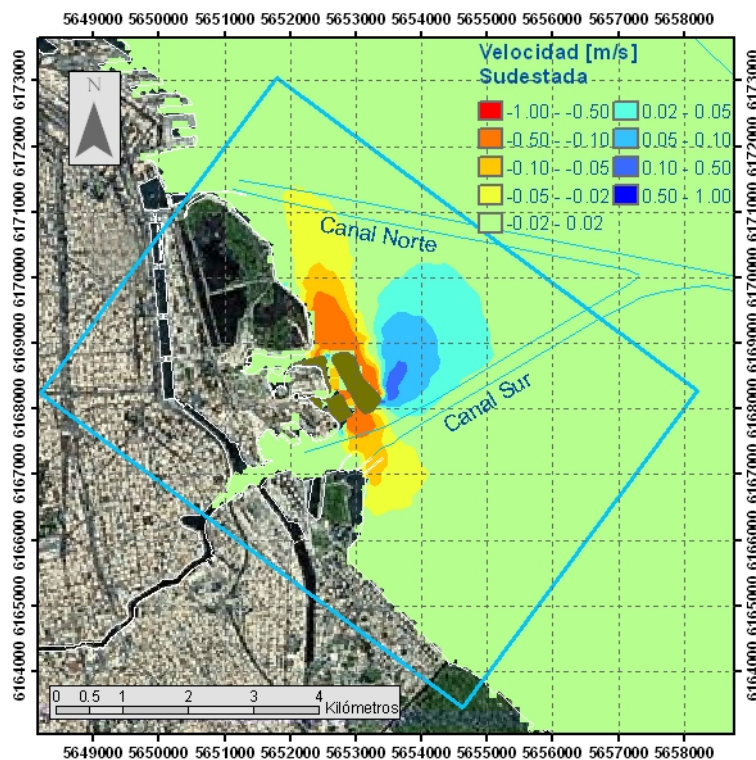 5649000 5650000 5651000 5652000 5653000 5654000 5655000 5656000 5657000 5658000
6173000
6172000
6171000
6170000
6169000
6168000
6167000
6166000
6165000
6164000
N
Velocidad [m/s]
Sudestada
-1.00 - -0.50
-0.50 - -0.10
-0.10 - -0.05
-0.05 - -0.02
-0.02 - 0.02
0.02 - 0.05
0.05 - 0.10
0.10 - 0.50
0.50 - 1.00
Canal Norte
Canal Sur
0 0.5 1 2 3 4
Kilómetros
6173000
6172000
6171000
6170000
6169000
6168000
6167000
6166000
6165000
6164000
5649000 5650000 5651000 5652000 5653000 5654000 5655000 5656000 5657000 5658000